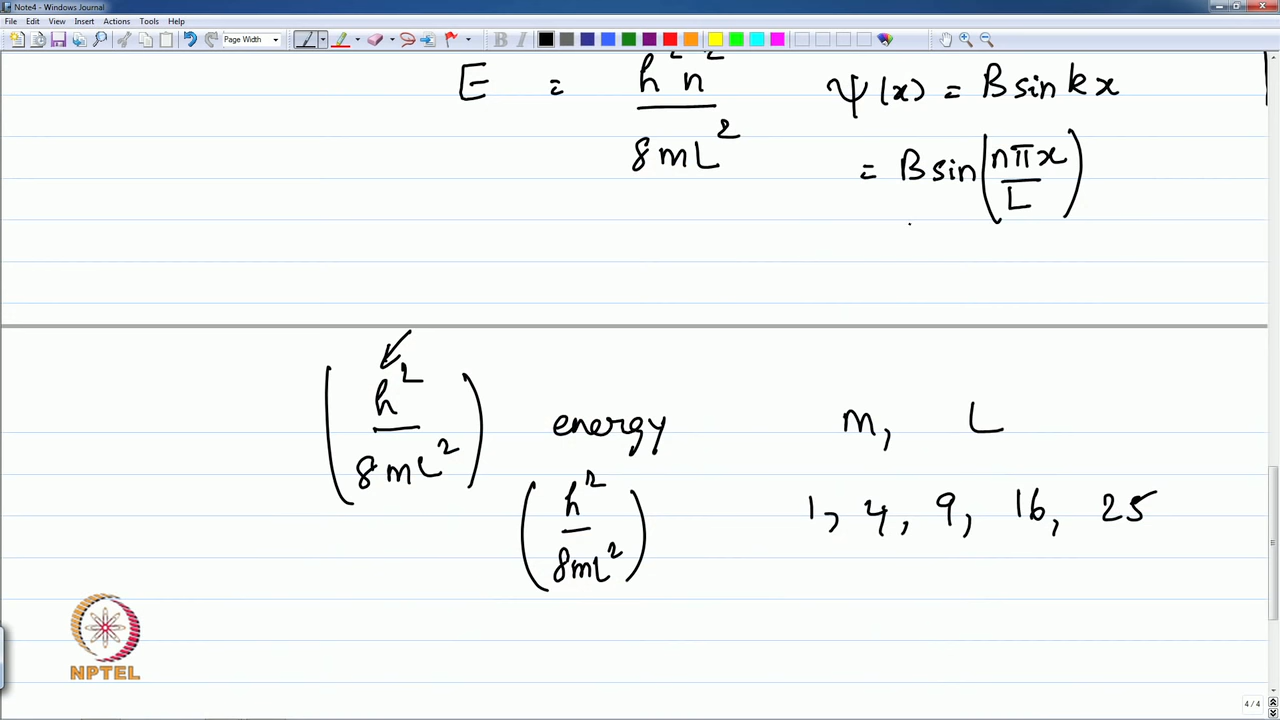 Note4 - Windows Journal
File Edit View Insert Actions Tools Help
Page Width
E = h²n² / 8mL² ψ(x) = B sin kx
= B sin(nπx / L)
(h² / 8mL²) energy m, L
(h² / 8mL²) 1, 4, 9, 16, 25
NPTEL
4 / 4